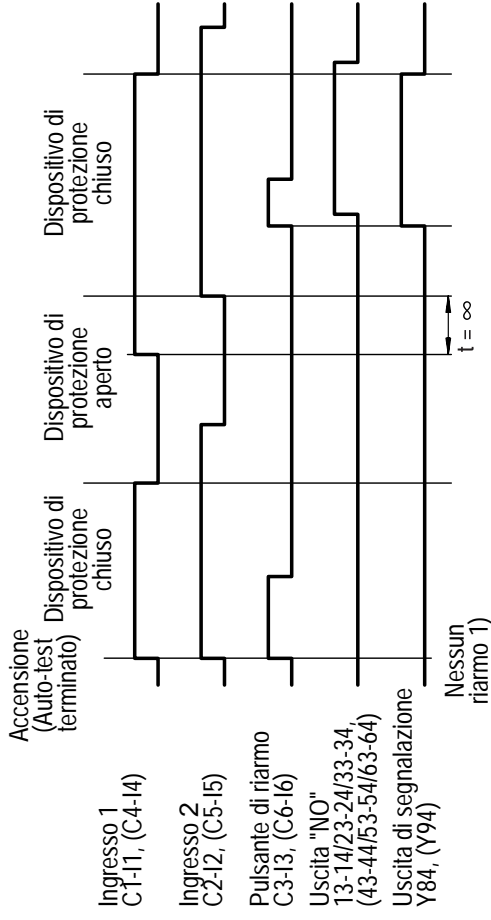 Accensione
(Auto-test
terminato)
Dispositivo di
protezione
chiuso
Dispositivo di
protezione
aperto
Dispositivo di
protezione
chiuso
Ingresso 1
C1-I1, (C4-I4)
Ingresso 2
C2-I2, (C5-I5)
Pulsante di riarmo
C3-I3, (C6-I6)
Uscita "NO"
13-14/23-24/33-34,
(43-44/53-54/63-64)
Uscita di segnalazione
Y84, (Y94)
Nessun
riarmo 1)
t = ∞